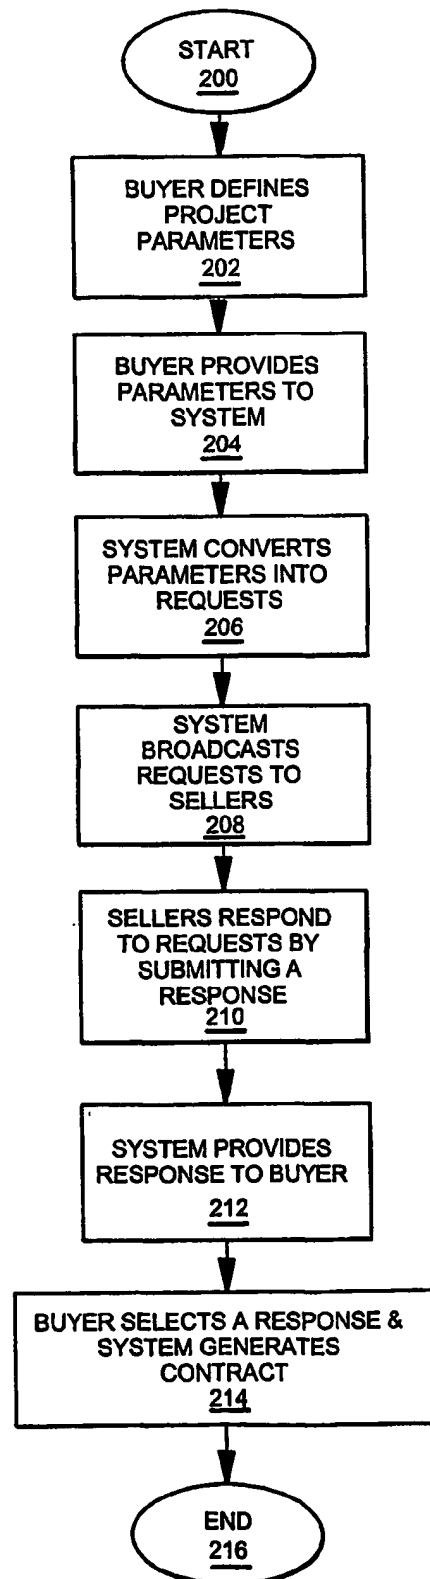 START
200
BUYER DEFINES
PROJECT
PARAMETERS
202
BUYER PROVIDES
PARAMETERS TO
SYSTEM
204
SYSTEM CONVERTS
PARAMETERS INTO
REQUESTS
206
SYSTEM
BROADCASTS
REQUESTS TO
SELLERS
208
SELLERS RESPOND
TO REQUESTS BY
SUBMITTING A
RESPONSE
210
SYSTEM PROVIDES
RESPONSE TO BUYER
212
BUYER SELECTS A RESPONSE &
SYSTEM GENERATES
CONTRACT
214
END
216